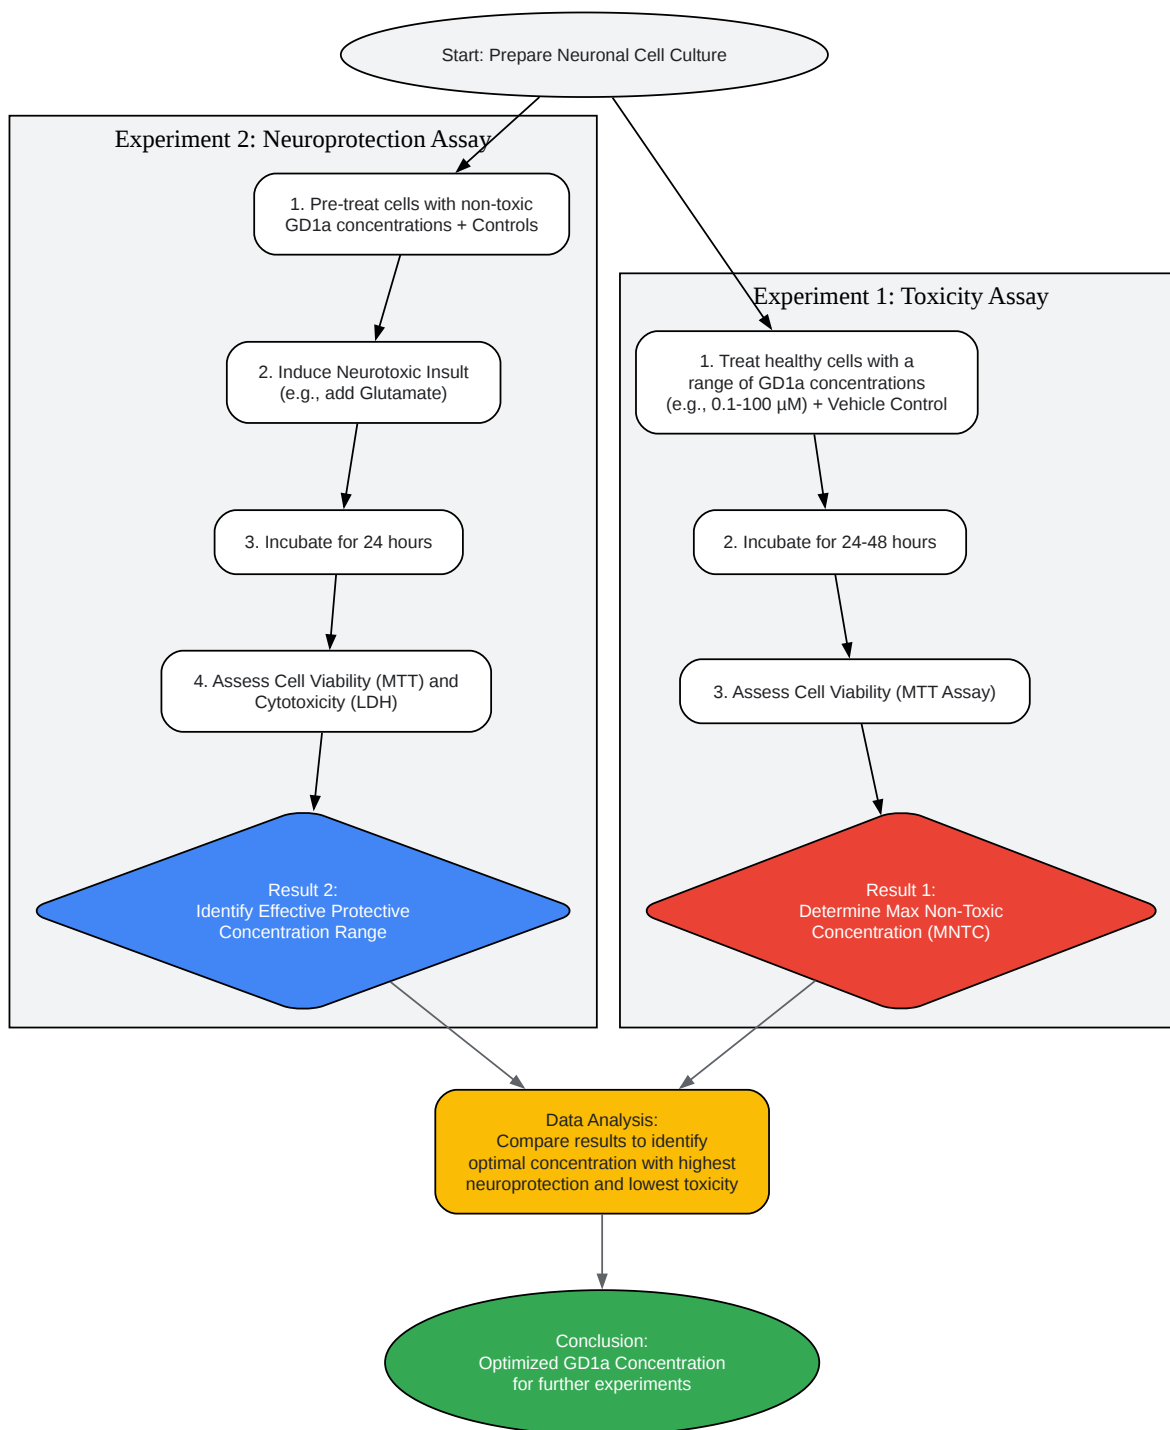 Start: Prepare Neuronal Cell Culture
Experiment 2: Neuroprotection Assay
1. Pre-treat cells with non-toxic
GD1a concentrations + Controls
2. Induce Neurotoxic Insult
(e.g., add Glutamate)
3. Incubate for 24 hours
4. Assess Cell Viability (MTT) and
Cytotoxicity (LDH)
Result 2:
Identify Effective Protective
Concentration Range
Experiment 1: Toxicity Assay
1. Treat healthy cells with a
range of GD1a concentrations
(e.g., 0.1-100 µM) + Vehicle Control
2. Incubate for 24-48 hours
3. Assess Cell Viability (MTT Assay)
Result 1:
Determine Max Non-Toxic
Concentration (MNTC)
Data Analysis:
Compare results to identify
optimal concentration with highest
neuroprotection and lowest toxicity
Conclusion:
Optimized GD1a Concentration
for further experiments